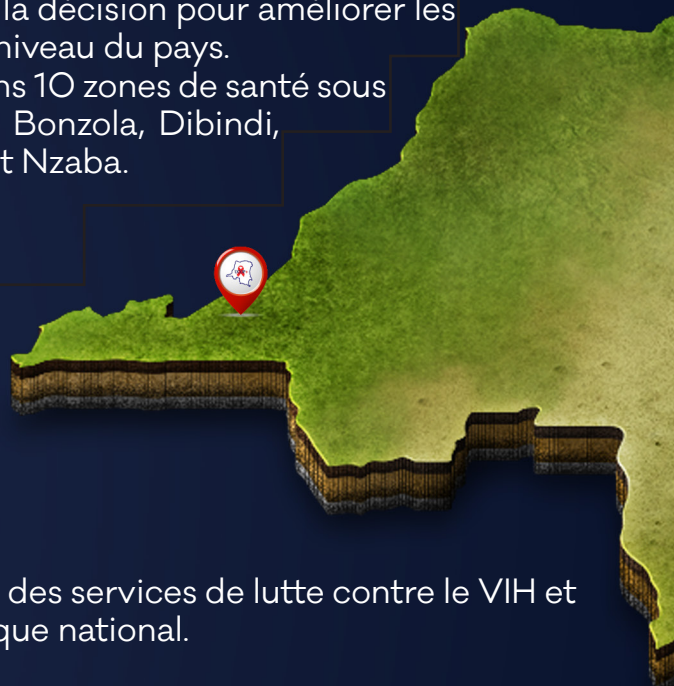 la décision pour améliorer les
niveau du pays.
ns 10 zones de santé sous
Bonzola, Dibindi,
t Nzaba.
des services de lutte contre le VIH et
que national.